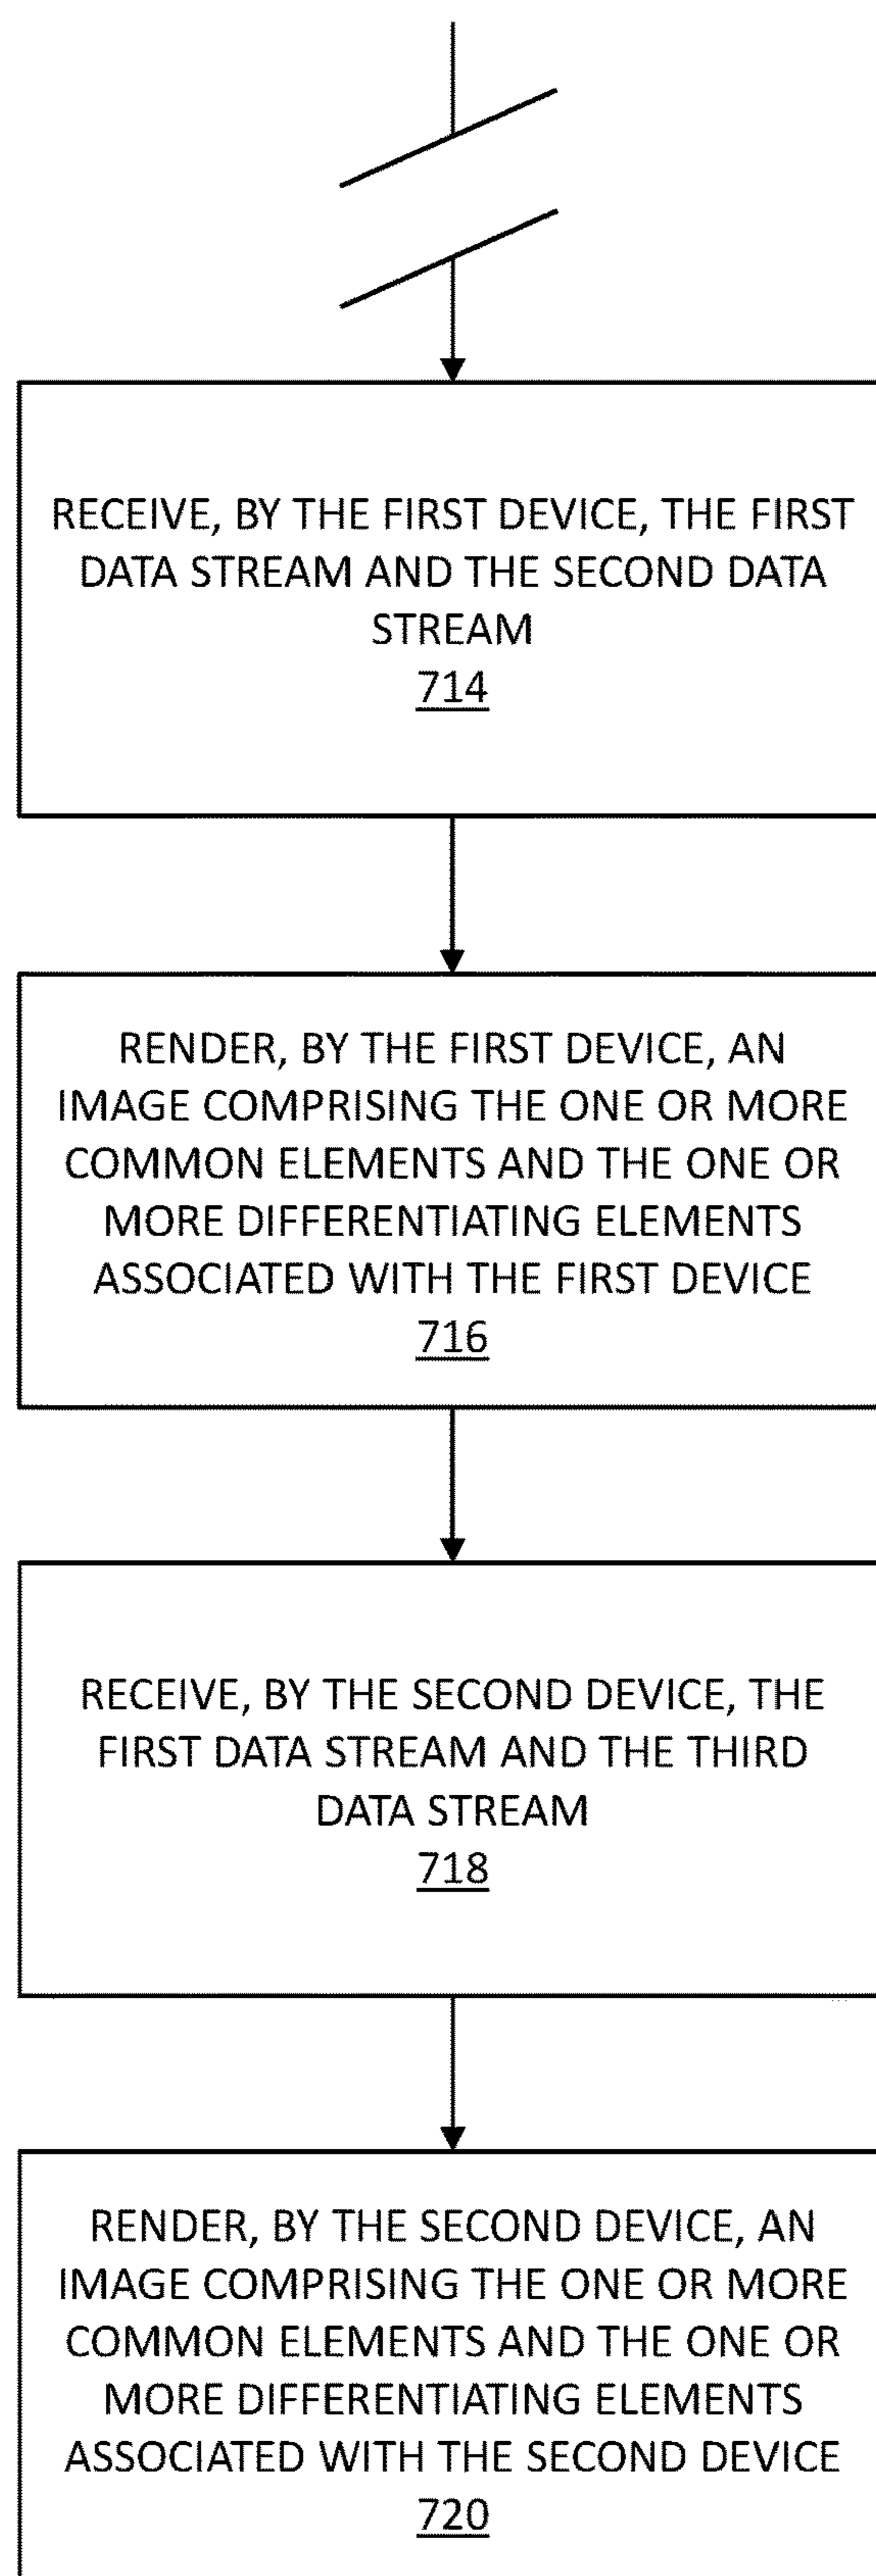 RECEIVE, BY THE FIRST DEVICE, THE FIRST
DATA STREAM AND THE SECOND DATA
STREAM
714
RENDER, BY THE FIRST DEVICE, AN
IMAGE COMPRISING THE ONE OR MORE
COMMON ELEMENTS AND THE ONE OR
MORE DIFFERENTIATING ELEMENTS
ASSOCIATED WITH THE FIRST DEVICE
716
RECEIVE, BY THE SECOND DEVICE, THE
FIRST DATA STREAM AND THE THIRD
DATA STREAM
718
RENDER, BY THE SECOND DEVICE, AN
IMAGE COMPRISING THE ONE OR MORE
COMMON ELEMENTS AND THE ONE OR
MORE DIFFERENTIATING ELEMENTS
ASSOCIATED WITH THE SECOND DEVICE
720